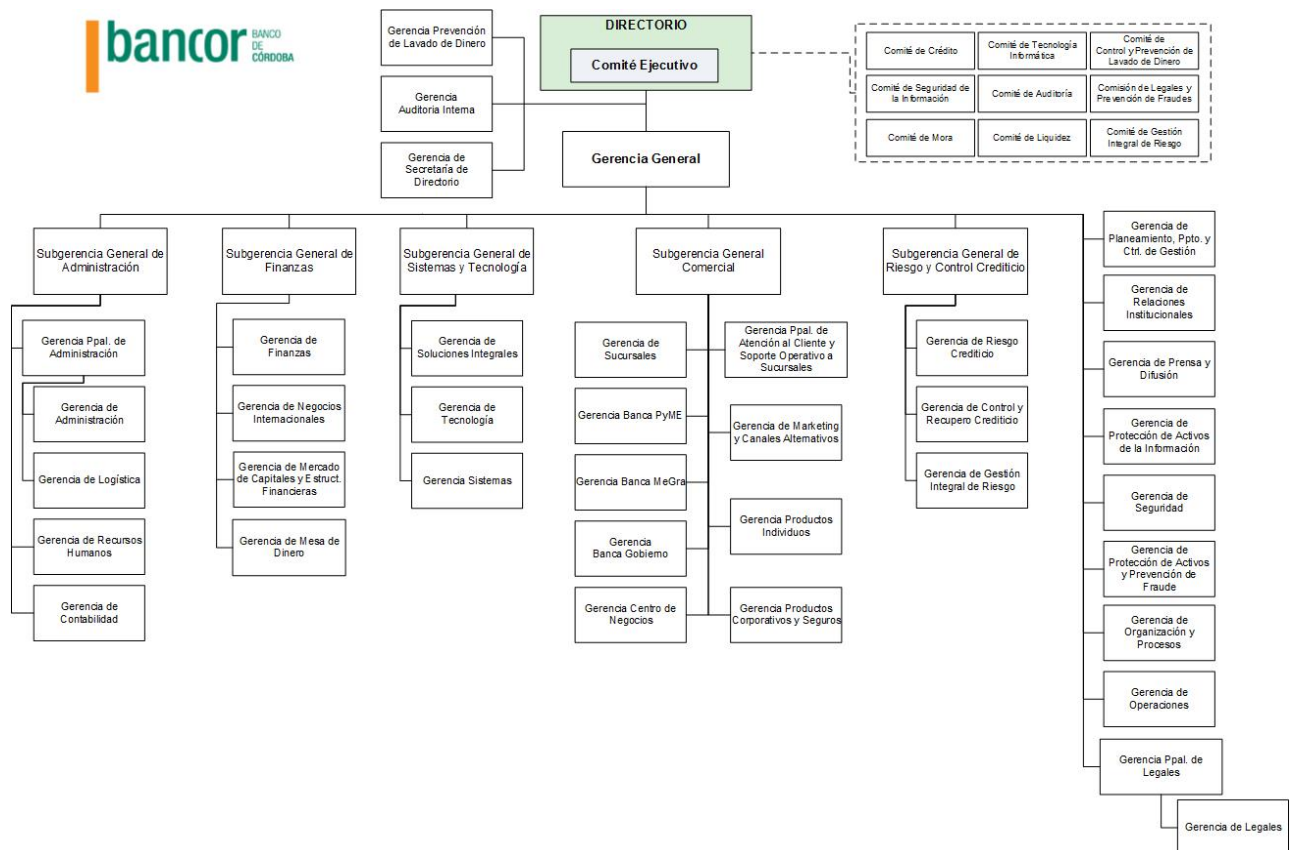 bancor
BANCO
DE
CÓRDOBA
Gerencia Prevención
de Lavado de Dinero
Gerencia
Auditoria Interna
Gerencia de
Secretaría de
Directorio
DIRECTORIO
Comité Ejecutivo
Gerencia General
Comité de Crédito
Comité de Tecnología
Informática
Comité de
Control y Prevención de
Lavado de Dinero
Comité de Seguridad de
la Información
Comité de Auditoría
Comisión de Legales y
Prevención de Fraudes
Comité de Mora
Comité de Liquidez
Comité de Gestión
Integral de Riesgo
Subgerencia General de
Administración
Gerencia Ppal. de
Administración
Gerencia de
Administración
Gerencia de Logística
Gerencia de Recursos
Humanos
Gerencia de
Contabilidad
Subgerencia General de
Finanzas
Gerencia de
Finanzas
Gerencia de Negocios
Internacionales
Gerencia de Mercado
de Capitales y Estruct.
Financieras
Gerencia de Mesa de
Dinero
Subgerencia General de
Sistemas y Tecnología
Gerencia de
Soluciones Integrales
Gerencia de
Tecnología
Gerencia Sistemas
Subgerencia General
Comercial
Gerencia de
Sucursales
Gerencia Banca PyME
Gerencia Banca MeGra
Gerencia
Banca Gobierno
Gerencia Centro de
Negocios
Gerencia Ppal. de
Atención al Cliente y
Soporte Operativo a
Sucursales
Gerencia de Marketing
y Canales Alternativos
Gerencia Productos
Individuos
Gerencia Productos
Corporativos y Seguros
Subgerencia General de
Riesgo y Control Crediticio
Gerencia de Riesgo
Crediticio
Gerencia de Control y
Recupero Crediticio
Gerencia de Gestión
Integral de Riesgo
Gerencia de
Planeamiento, Ppto. y
Ctrl. de Gestión
Gerencia de
Relaciones
Institucionales
Gerencia de Prensa y
Difusión
Gerencia de
Protección de Activos
de la Información
Gerencia de
Seguridad
Gerencia de
Protección de Activos
y Prevención de
Fraude
Gerencia de
Organización y
Procesos
Gerencia de
Operaciones
Gerencia Ppal. de
Legales
Gerencia de Legales